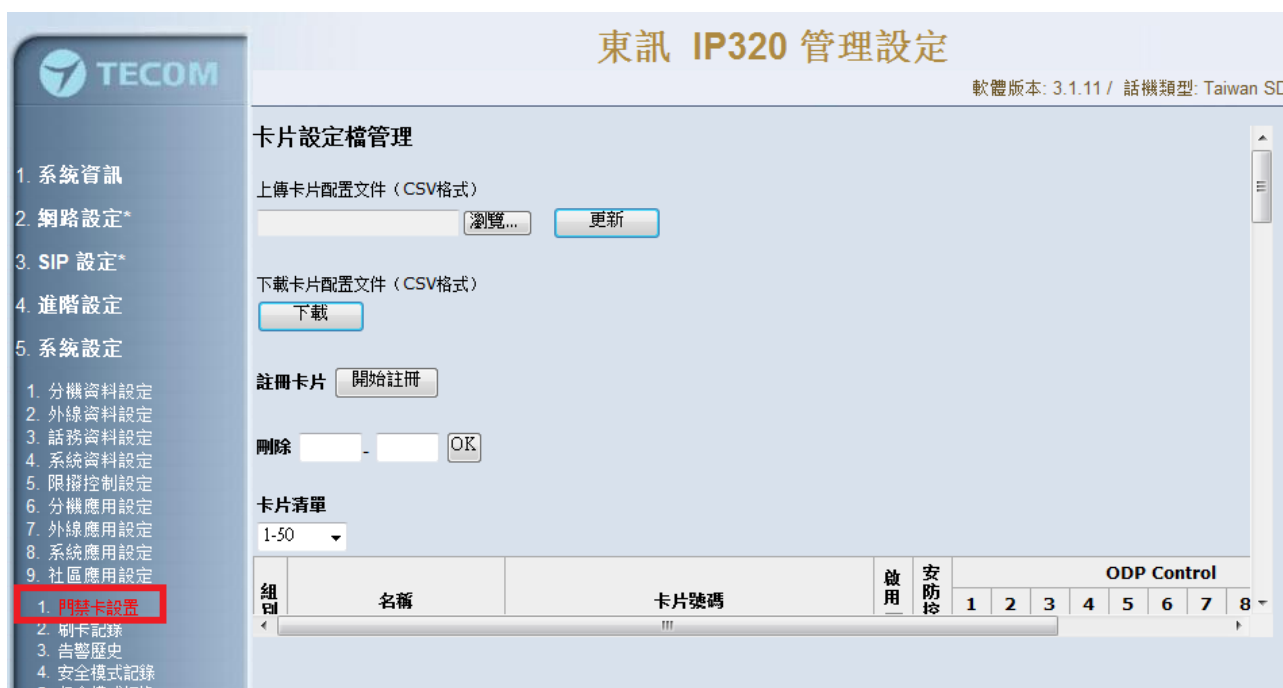 東訊 IP320 管理設定
TECOM
軟體版本: 3.1.11 / 話機類型: Taiwan SD
1. 系統資訊
2. 網路設定*
3. SIP 設定*
4. 進階設定
5. 系統設定
1. 分機資料設定
2. 外線資料設定
3. 話務資料設定
4. 系統資料設定
5. 限撥控制設定
6. 分機應用設定
7. 外線應用設定
8. 系統應用設定
9. 社區應用設定
1. 門禁卡設置
2. 刷卡記錄
3. 告警歷史
4. 安全模式記錄
卡片設定檔管理
上傳卡片配置文件（CSV格式）
瀏覽... 更新
下載卡片配置文件（CSV格式）
下載
註冊卡片 開始註冊
刪除 - OK
卡片清單
1-50
組別 名稱 卡片號碼 啟用 安防控 ODP Control
1 2 3 4 5 6 7 8